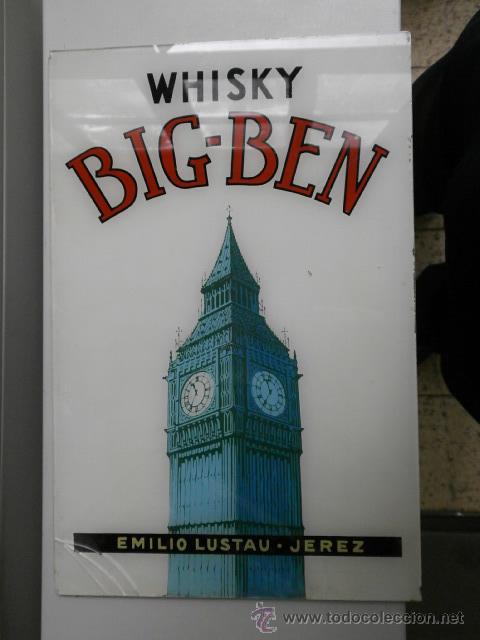 WHISKY
BIG-BEN
EMILIO LUSTAU · JEREZ
www.todocoleccion.net